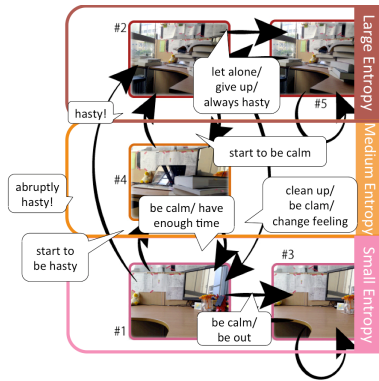 #2
Large Entropy
let alone/
give up/
always hasty
#5
hasty!
Medium Entropy
start to be calm
#4
abruptly
hasty!
clean up/
be clam/
change feeling
be calm/ have
enough time
start to
be hasty
Small Entropy
#3
#1
be calm/
be out